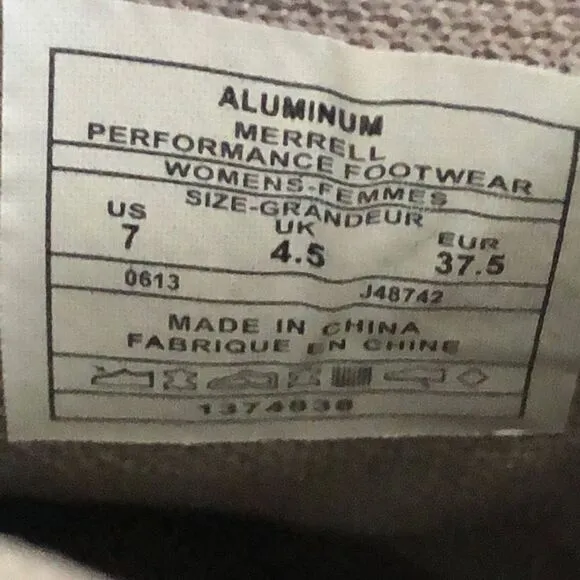 ALUMINUM
MERRELL
PERFORMANCE FOOTWEAR
WOMENS-FEMMES
SIZE-GRANDEUR
US UK EUR
7 4.5 37.5
0613 J48742
MADE IN CHINA
FABRIQUE EN CHINE